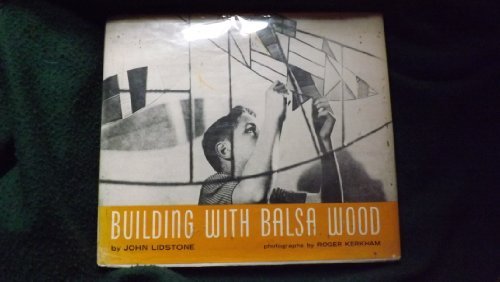 BUILDING WITH BALSA WOOD
by JOHN LIDSTONE photographs by ROGER KERKHAM